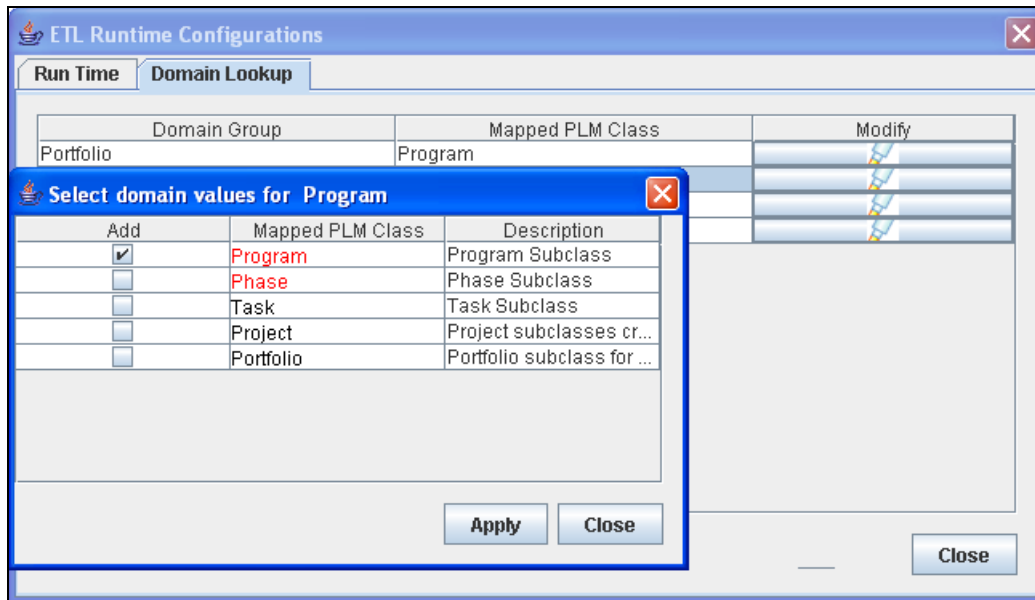 ETL Runtime Configurations
Run Time Domain Lookup
Domain Group Mapped PLM Class Modify
Portfolio Program
Select domain values for Program
Add Mapped PLM Class Description
Program Program Subclass
Phase Phase Subclass
Task Task Subclass
Project Project subclasses cr...
Portfolio Portfolio subclass for ...
Apply Close
Close